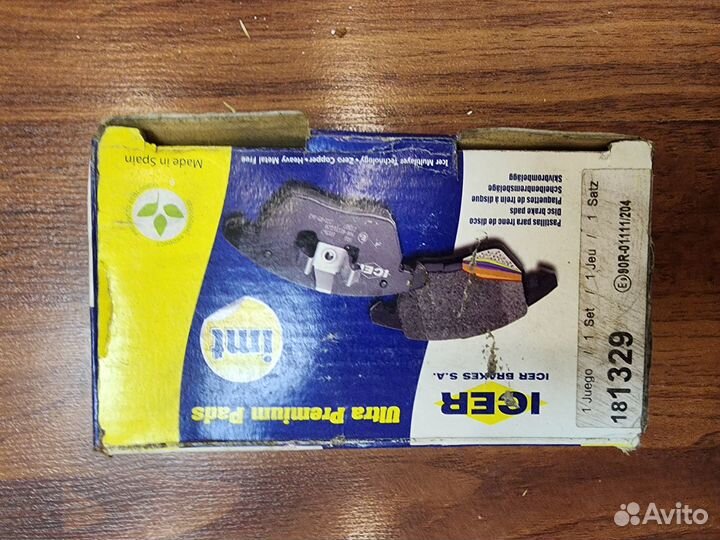 ICER
ICER BRAKES S.A.
Ultra Premium Pads
imt
Pastillas para freno de disco
Disc brake pads
Plaquettes de frein à disque
Scheibenbremsbeläge
Skivbromsbelägg
Icer Multilayer Technology • Zero Copper • Heavy Metal Free
Made in Spain
ICER
1 Juego / 1 Set / 1 Jeu / 1 Satz
181329
90R-01111/204
Avito